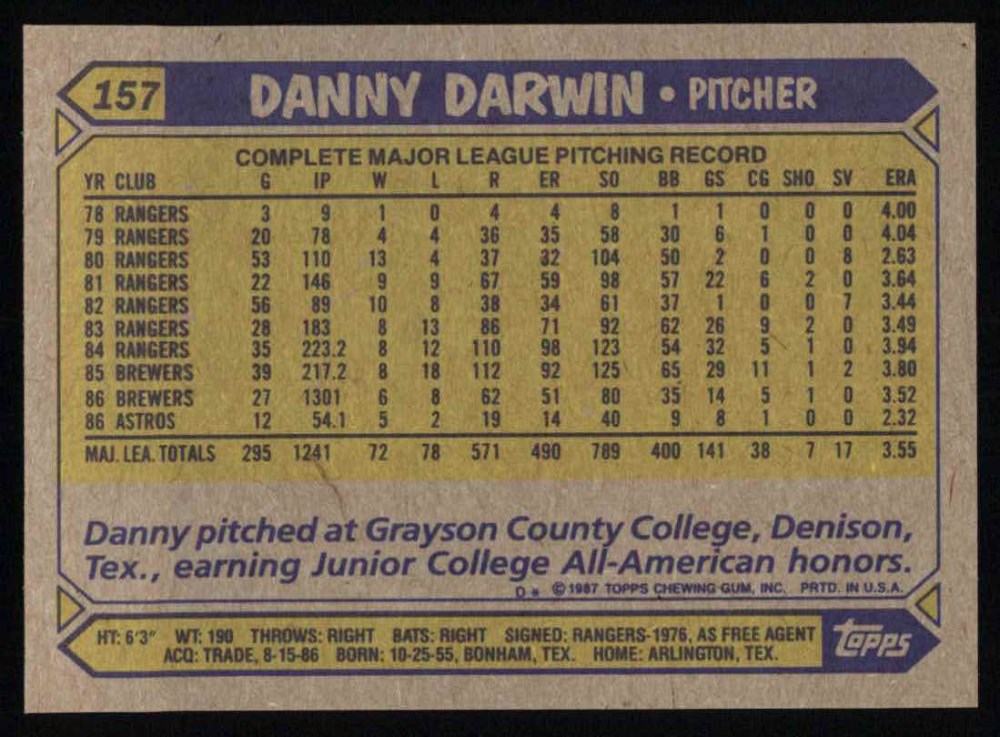 157 DANNY DARWIN • PITCHER
COMPLETE MAJOR LEAGUE PITCHING RECORD
YR CLUB G IP W L R ER SO BB GS CG SHO SV ERA
78 RANGERS 3 9 1 0 4 4 8 1 1 0 0 0 4.00
79 RANGERS 20 78 4 4 36 35 58 30 6 1 0 0 4.04
80 RANGERS 53 110 13 4 37 32 104 50 2 0 0 8 2.63
81 RANGERS 22 146 9 9 67 59 98 57 22 6 2 0 3.64
82 RANGERS 56 89 10 8 38 34 61 37 1 0 0 7 3.44
83 RANGERS 28 183 8 13 86 71 92 62 26 9 2 0 3.49
84 RANGERS 35 223.2 8 12 110 98 123 54 32 5 1 0 3.94
85 BREWERS 39 217.2 8 18 112 92 125 65 29 11 1 2 3.80
86 BREWERS 27 1301 6 8 62 51 80 35 14 5 1 0 3.52
86 ASTROS 12 54.1 5 2 19 14 40 9 8 1 0 0 2.32
MAJ. LEA. TOTALS 295 1241 72 78 571 490 789 400 141 38 7 17 3.55
Danny pitched at Grayson County College, Denison,
Tex., earning Junior College All-American honors.
D * © 1987 TOPPS CHEWING GUM, INC. PRTD. IN U.S.A.
HT: 6'3" WT: 190 THROWS: RIGHT BATS: RIGHT SIGNED: RANGERS-1976, AS FREE AGENT
ACQ: TRADE, 8-15-86 BORN: 10-25-55, BONHAM, TEX. HOME: ARLINGTON, TEX.
topps